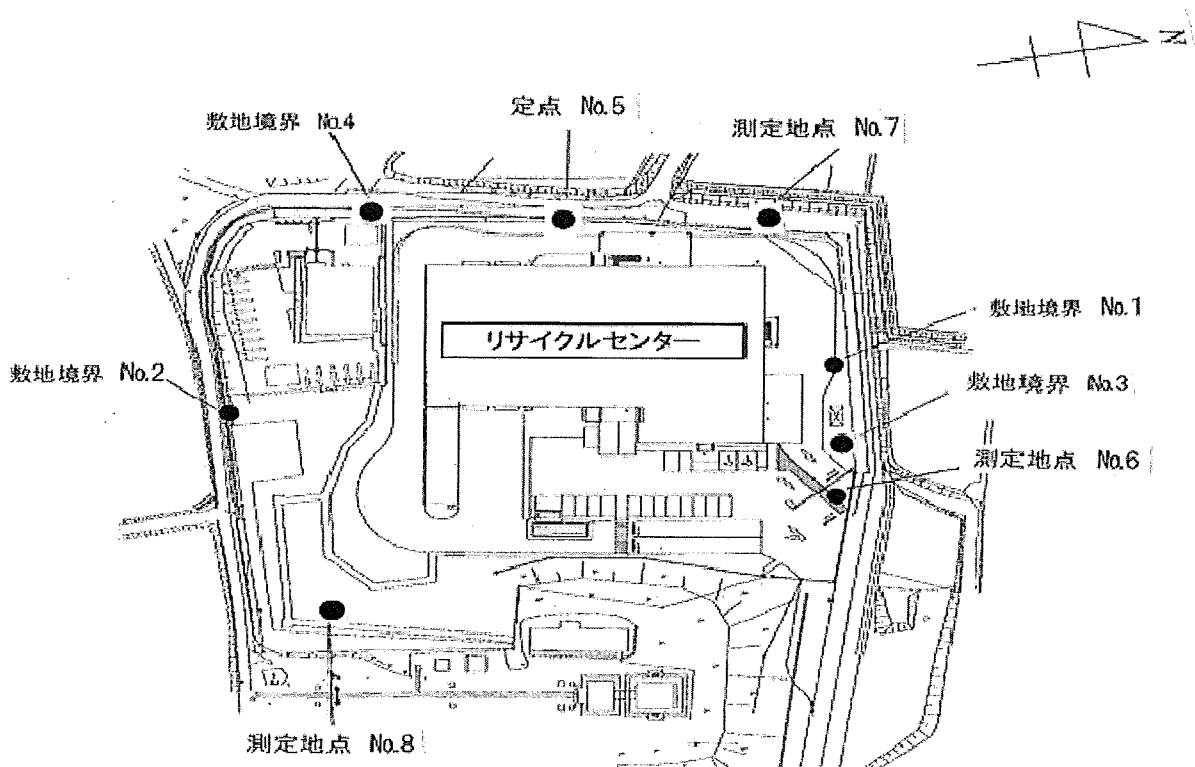 N
定点 No.5
敷地境界 No.4
測定地点 No.7
敷地境界 No.1
リサイクルセンター
敷地境界 No.2
敷地境界 No.3
測定地点 No.6
測定地点 No.8